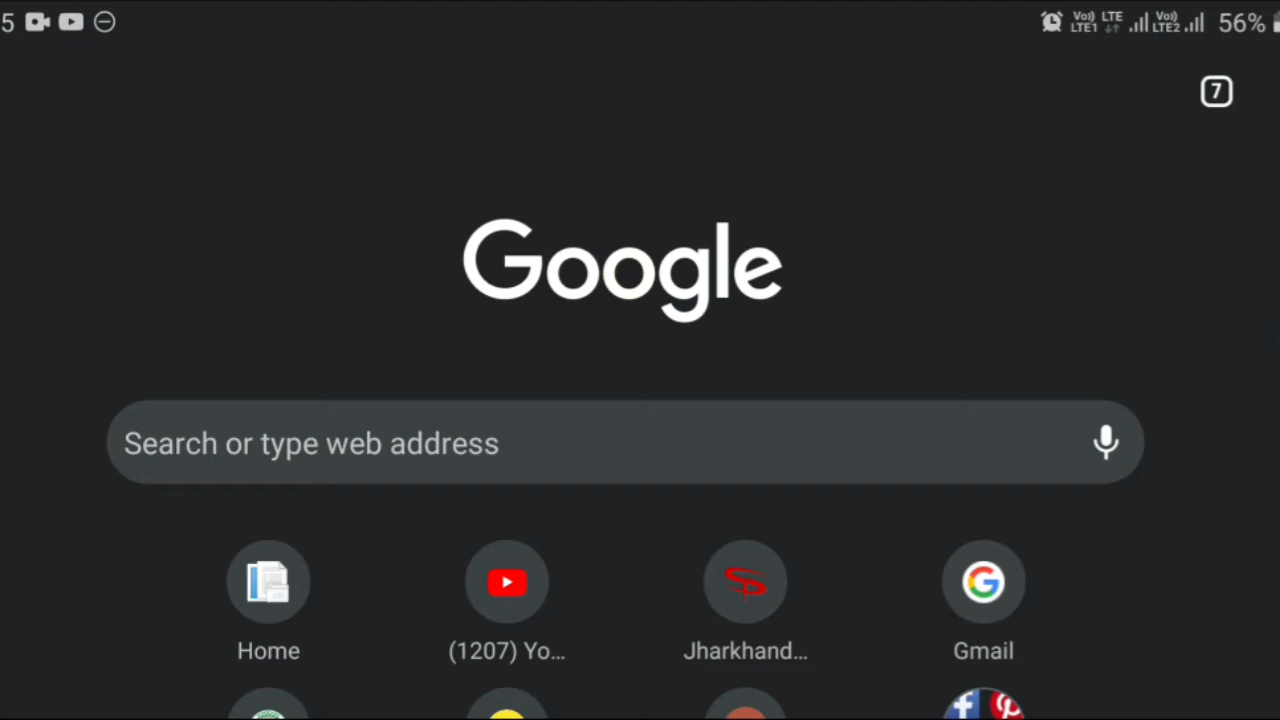 5 Vo)) LTE Vo)) 56%
LTE1 LTE2
7
Google
Search or type web address
Home (1207) Yo... Jharkhand... Gmail